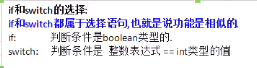 if和switch的选择:
if和switch都属于选择语句,也就是说功能是相似的.
if: 判断条件是boolean类型的.
switch: 判断条件是 整数表达式 == int类型的值